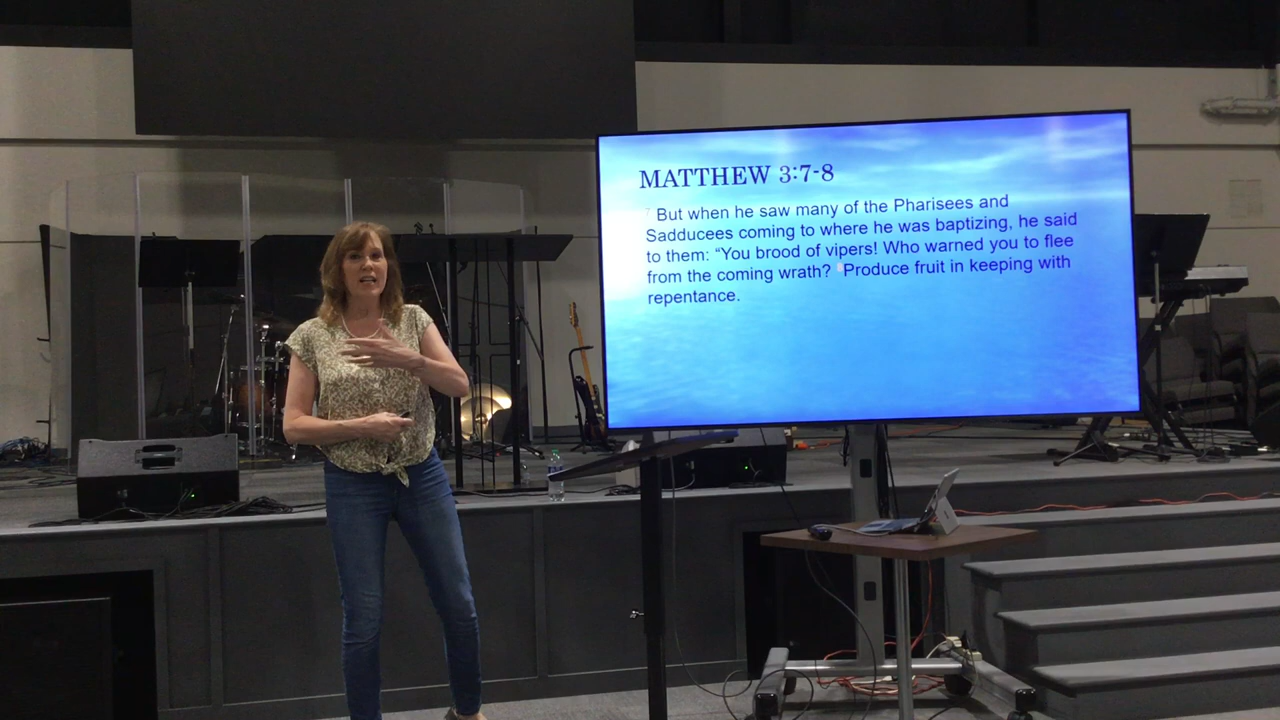 MATTHEW 3:7-8
7 But when he saw many of the Pharisees and
Sadducees coming to where he was baptizing, he said
to them: “You brood of vipers! Who warned you to flee
from the coming wrath? 8 Produce fruit in keeping with
repentance.